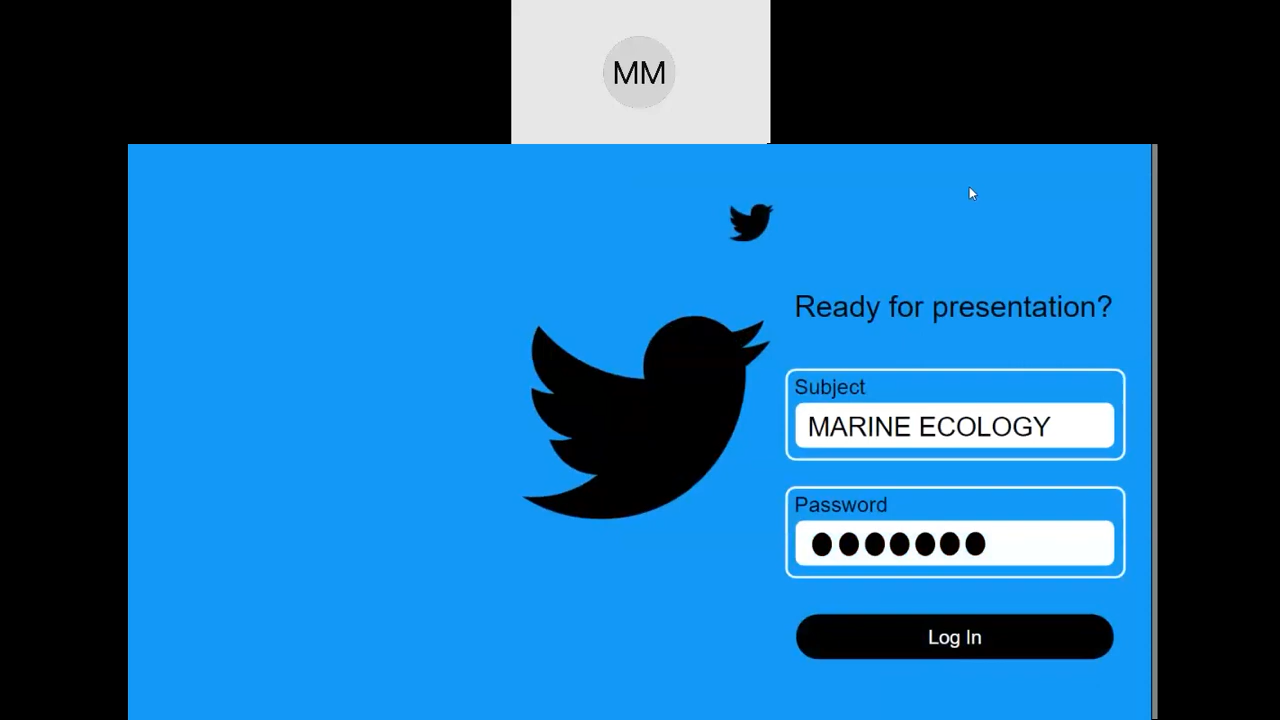 MM
Ready for presentation?
Subject
MARINE ECOLOGY
Password
Log In